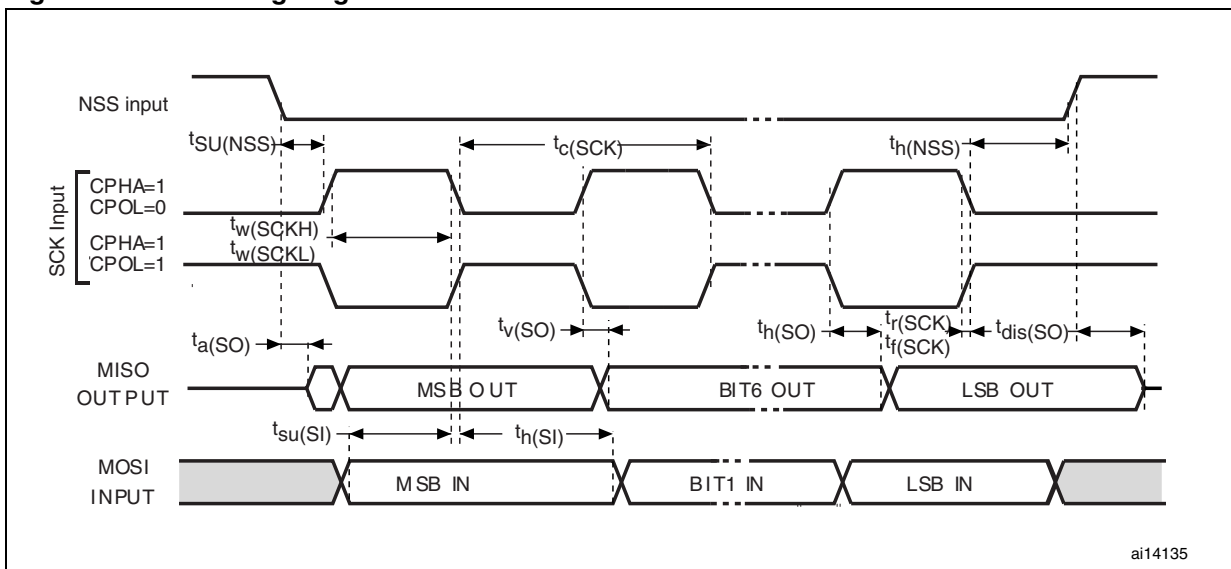 NSS input
tSU(NSS)
tc(SCK)
th(NSS)
SCK Input
CPHA=1
CPOL=0
tw(SCKH)
CPHA=1
tw(SCKL)
CPOL=1
ta(SO)
tv(SO)
th(SO)
tr(SCK)
tf(SCK)
tdis(SO)
MISO
OUTPUT
MSB OUT
BIT6 OUT
LSB OUT
tsu(SI)
th(SI)
MOSI
INPUT
MSB IN
BIT1 IN
LSB IN
ai14135